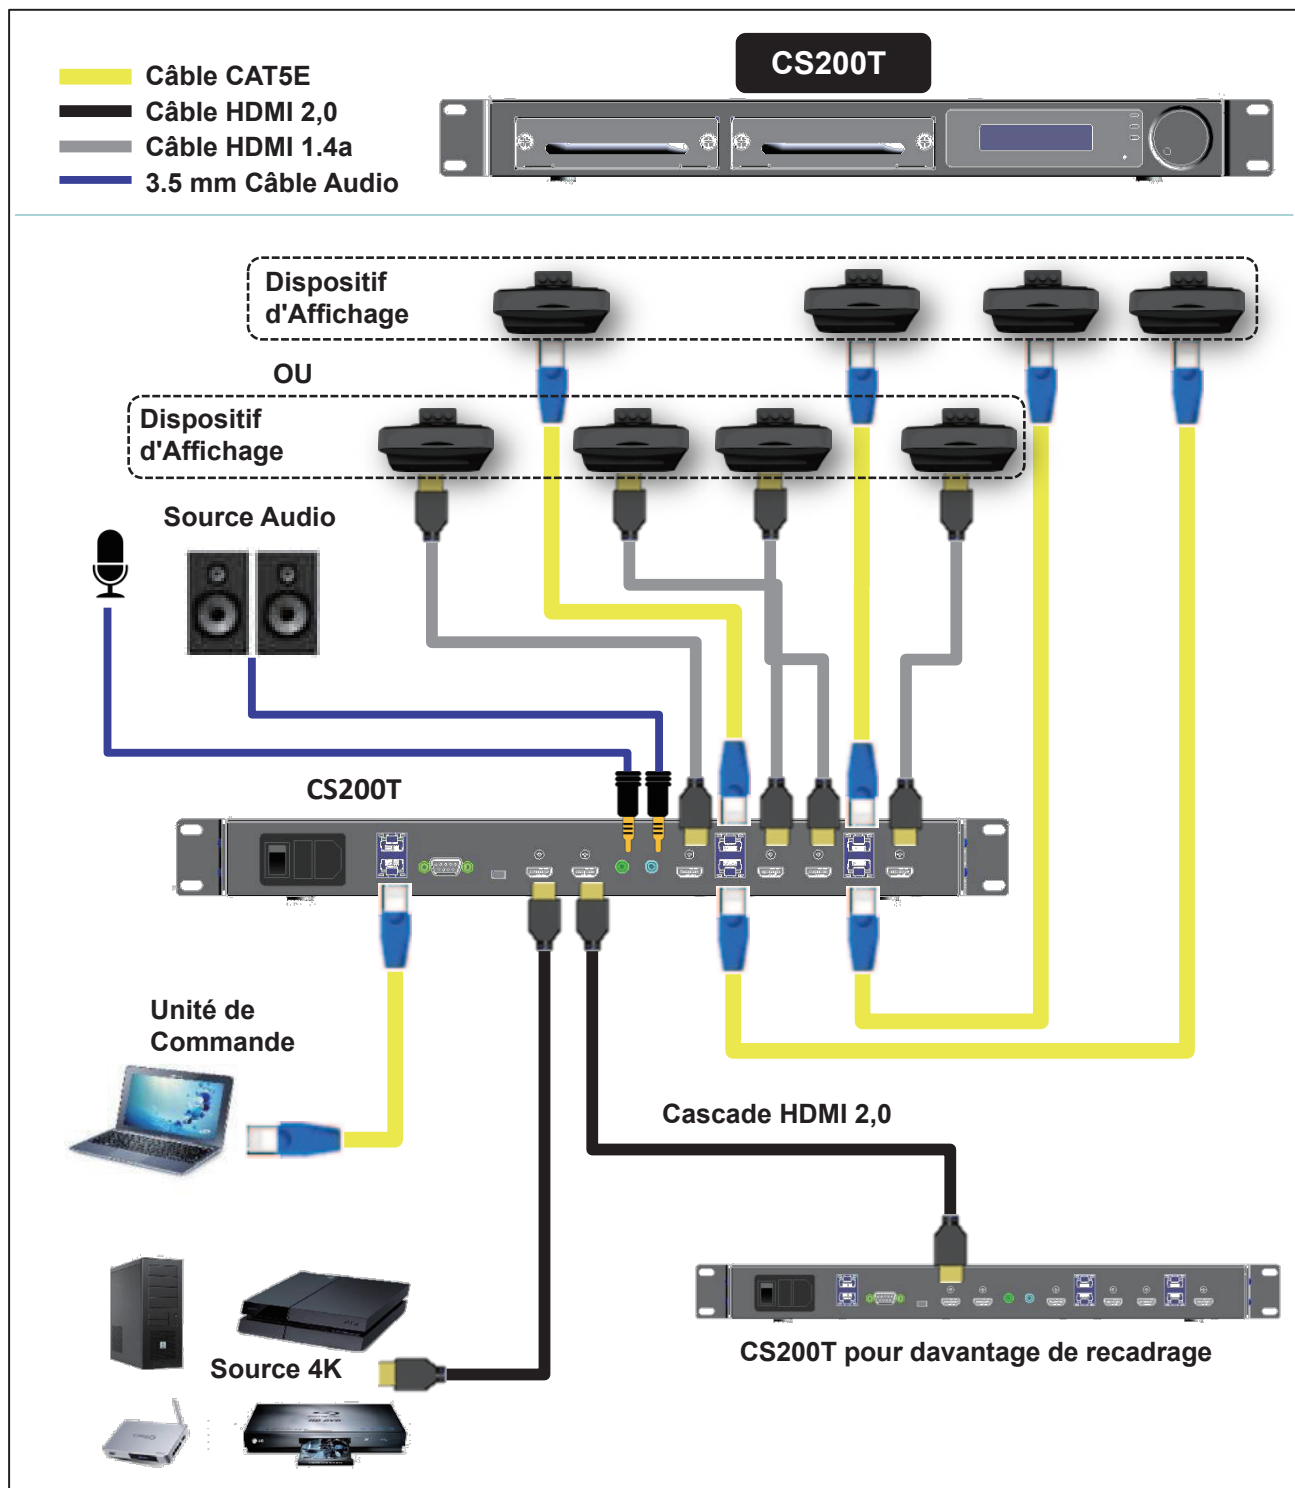 CS200T
Câble CAT5E
Câble HDMI 2,0
Câble HDMI 1.4a
3.5 mm Câble Audio
Dispositif
d'Affichage
OU
Dispositif
d'Affichage
Source Audio
CS200T
Unité de
Commande
Cascade HDMI 2,0
Source 4K
CS200T pour davantage de recadrage